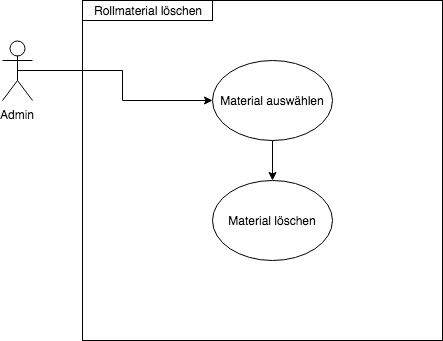 Rollmaterial löschen
Admin
Material auswählen
Material löschen